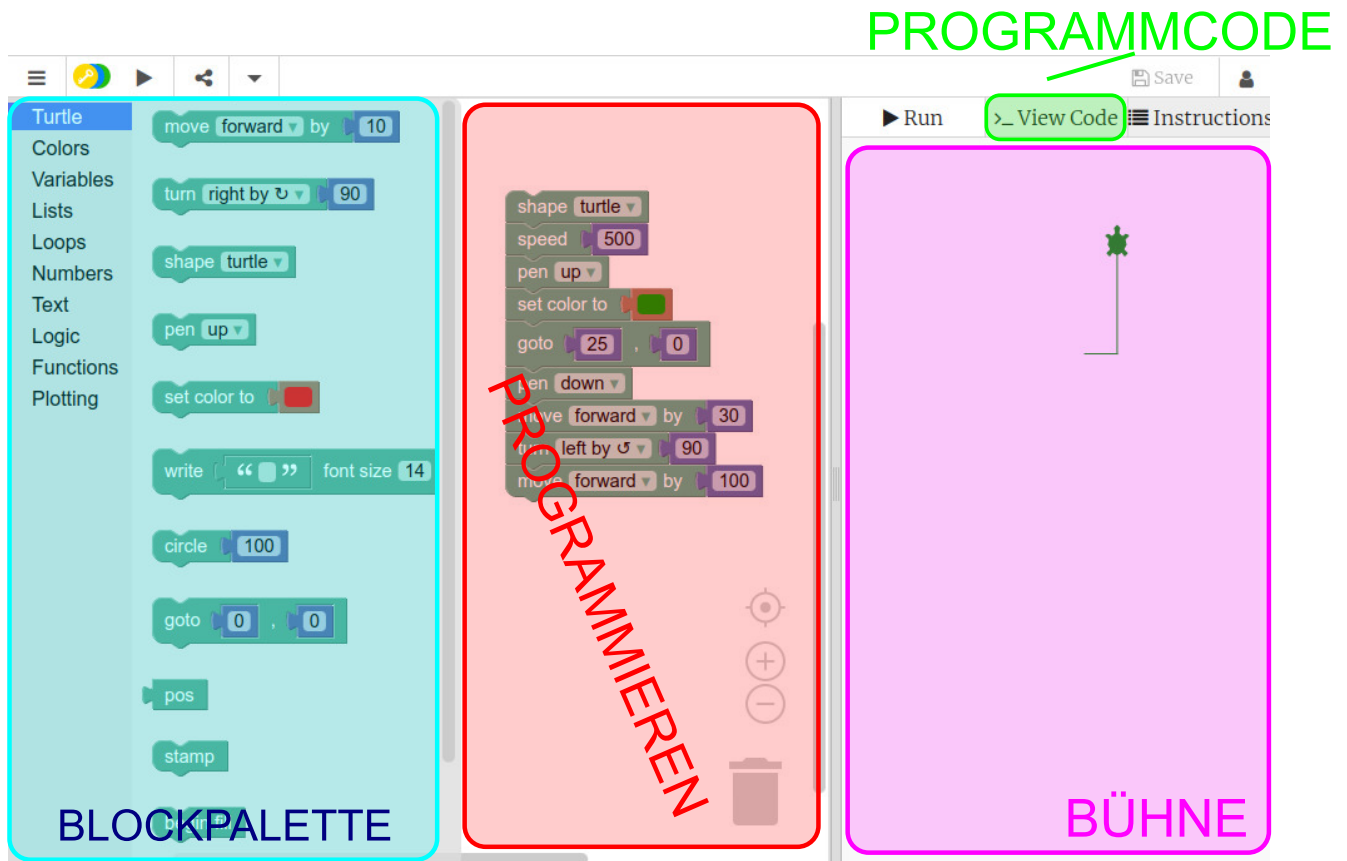 PROGRAMMCODE
Save
Turtle
Colors
Variables
Lists
Loops
Numbers
Text
Logic
Functions
Plotting
move forward by 10
turn right by ↻ 90
shape turtle
pen up
set color to
write “ ” font size 14
circle 100
goto 0 , 0
pos
stamp
begin fill
BLOCKPALETTE
shape turtle
speed 500
pen up
set color to
goto 25 , 0
pen down
move forward by 30
turn left by ↺ 90
move forward by 100
PROGRAMMIEREN
Run
>_ View Code
Instructions
BÜHNE